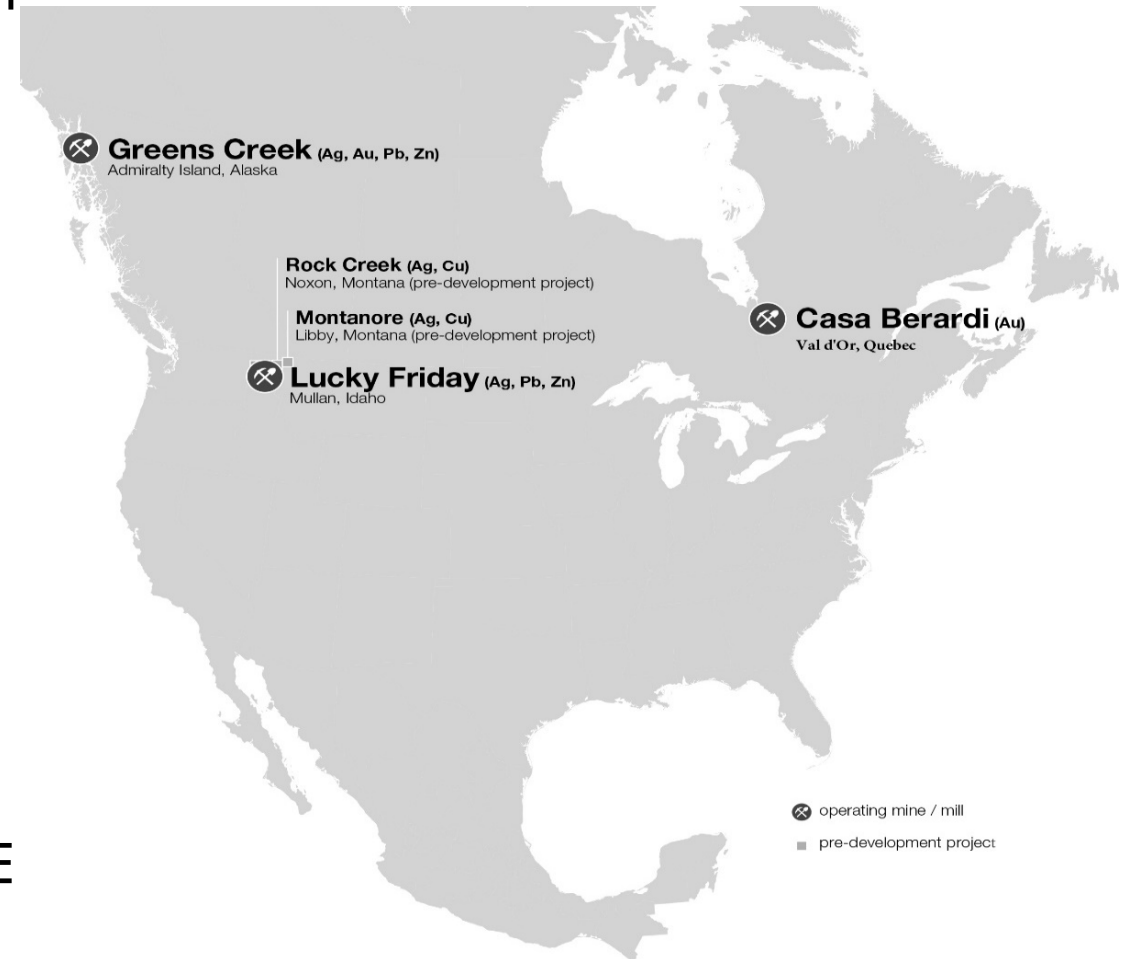 Greens Creek (Ag, Au, Pb, Zn)
Admiralty Island, Alaska
Rock Creek (Ag, Cu)
Noxon, Montana (pre-development project)
Montanore (Ag, Cu)
Libby, Montana (pre-development project)
Lucky Friday (Ag, Pb, Zn)
Mullan, Idaho
Casa Berardi (Au)
Val d'Or, Quebec
operating mine / mill
pre-development project
E